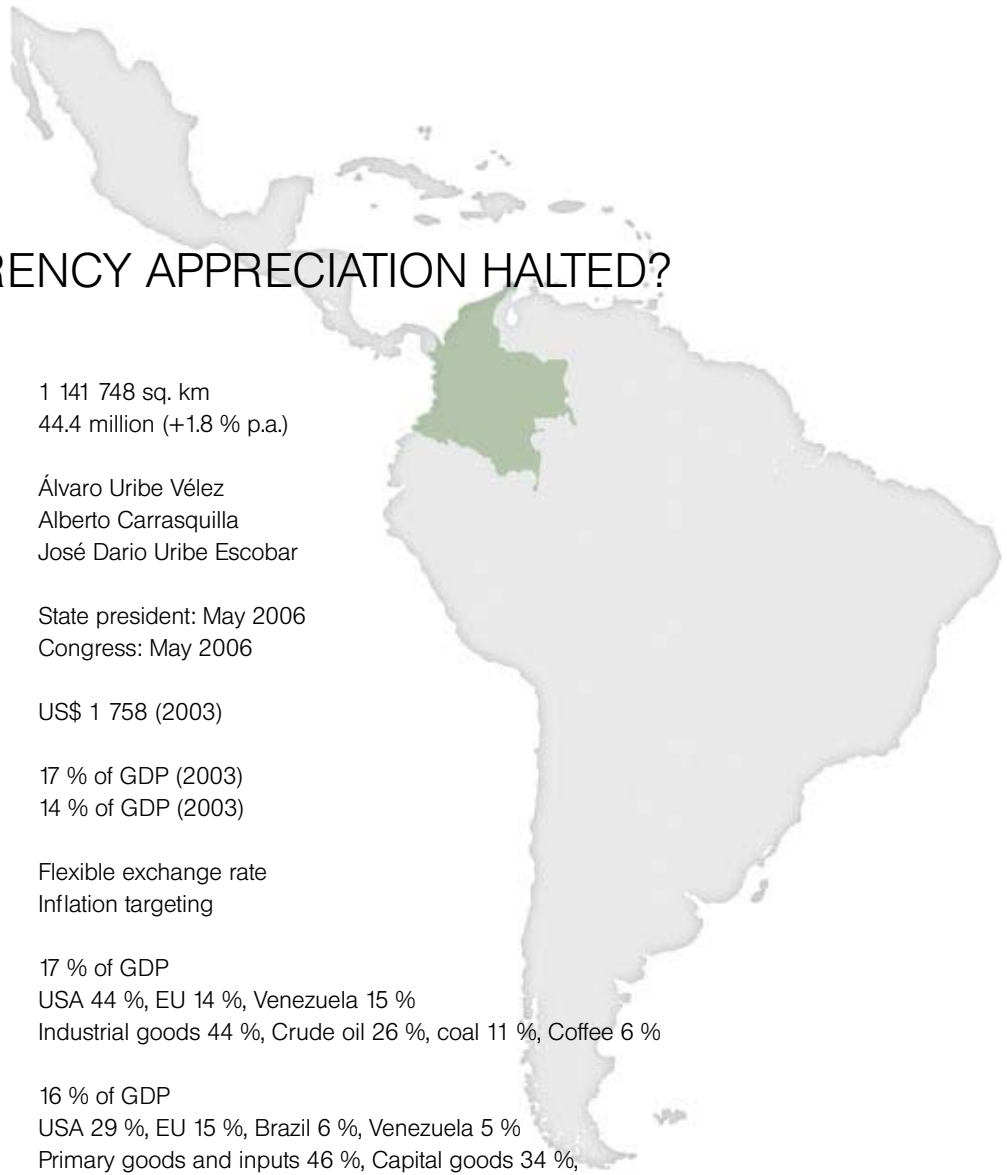 RENCY APPRECIATION HALTED?
1 141 748 sq. km
44.4 million (+1.8 % p.a.)
Álvaro Uribe Vélez
Alberto Carrasquilla
José Dario Uribe Escobar
State president: May 2006
Congress: May 2006
US$ 1 758 (2003)
17 % of GDP (2003)
14 % of GDP (2003)
Flexible exchange rate
Inflation targeting
17 % of GDP
USA 44 %, EU 14 %, Venezuela 15 %
Industrial goods 44 %, Crude oil 26 %, coal 11 %, Coffee 6 %
16 % of GDP
USA 29 %, EU 15 %, Brazil 6 %, Venezuela 5 %
Primary goods and inputs 46 %, Capital goods 34 %,